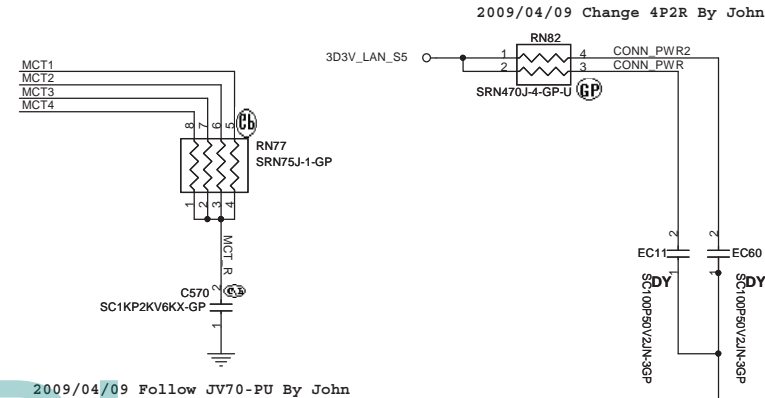 2009/04/09 Change 4P2R By John
RN82
3D3V_LAN_S5
1
4
CONN_PWR2
2
3
CONN_PWR
SRN470J-4-GP-U
GP
MCT1
MCT2
MCT3
MCT4
8
7
6
5
RN77
SRN75J-1-GP
1
2
3
4
MCT_R
C570
2
SC1KP2KV6KX-GP
1
2
2
EC11
EC60
1
1
DY
DY
SC100P50V2JN-3GP
SC100P50V2JN-3GP
2009/04/09 Follow JV70-PU By John